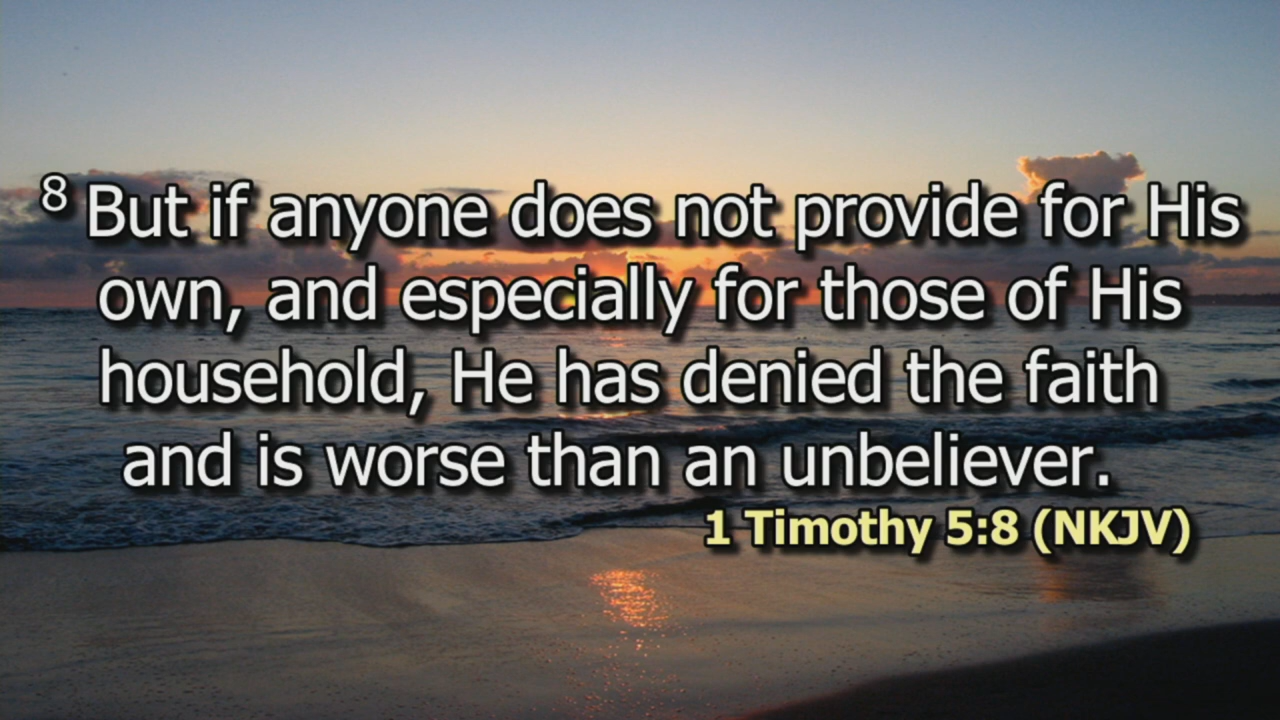 8 But if anyone does not provide for His
own, and especially for those of His
household, He has denied the faith
and is worse than an unbeliever.
1 Timothy 5:8 (NKJV)